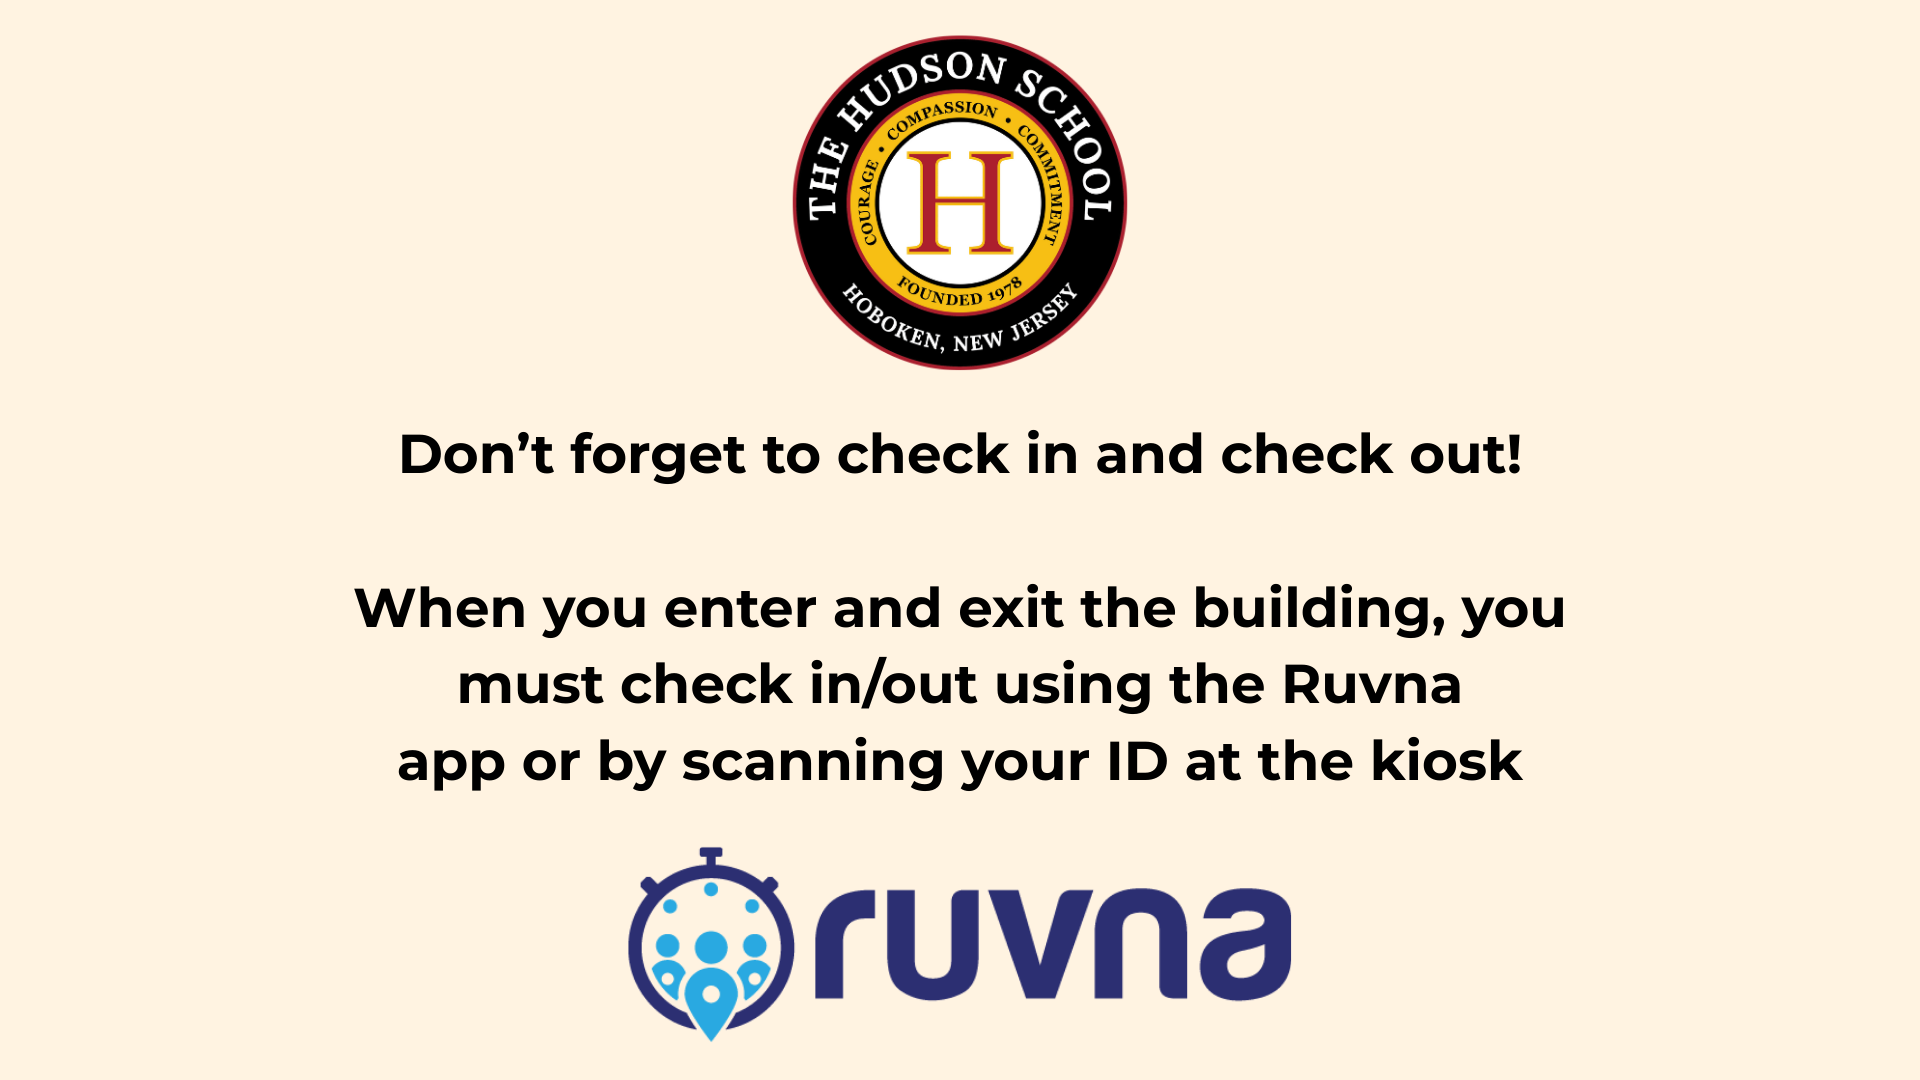 THE HUDSON SCHOOL
COURAGE • COMPASSION • COMMITMENT
H
FOUNDED 1978
HOBOKEN, NEW JERSEY
Don’t forget to check in and check out!
When you enter and exit the building, you
must check in/out using the Ruvna
app or by scanning your ID at the kiosk
ruvna